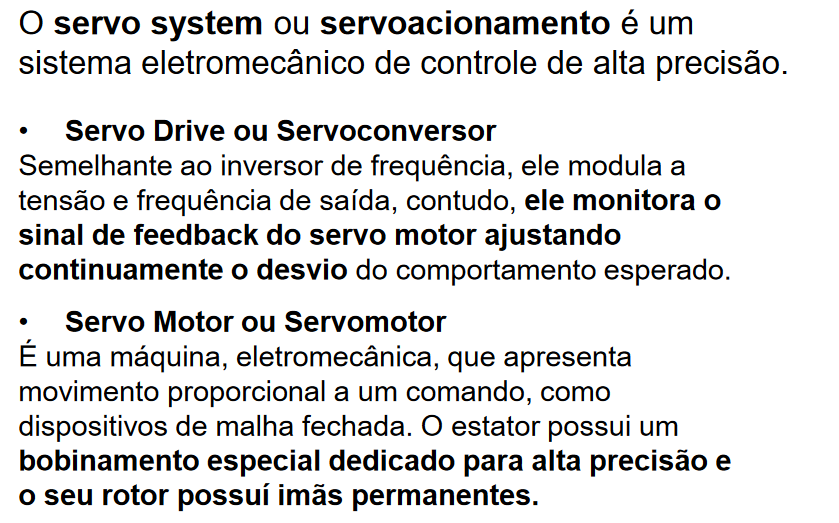 O servo system ou servoacionamento é um
sistema eletromecânico de controle de alta precisão.
• Servo Drive ou Servoconversor
Semelhante ao inversor de frequência, ele modula a
tensão e frequência de saída, contudo, ele monitora o
sinal de feedback do servo motor ajustando
continuamente o desvio do comportamento esperado.
• Servo Motor ou Servomotor
É uma máquina, eletromecânica, que apresenta
movimento proporcional a um comando, como
dispositivos de malha fechada. O estator possui um
bobinamento especial dedicado para alta precisão e
o seu rotor possuí imãs permanentes.